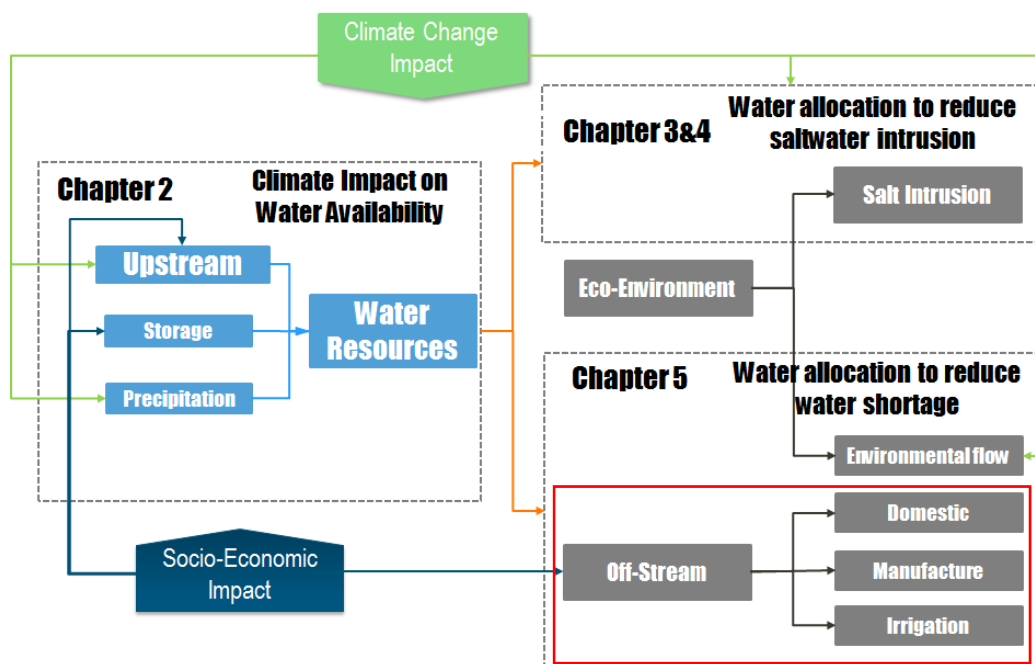 Climate Change
Impact
Chapter 3&4
Water allocation to reduce
saltwater intrusion
Salt Intrusion
Chapter 2
Climate Impact on
Water Availability
Upstream
Storage
Precipitation
Water
Resources
Eco-Environment
Chapter 5
Water allocation to reduce
water shortage
Environmental flow
Socio-Economic
Impact
Off-Stream
Domestic
Manufacture
Irrigation